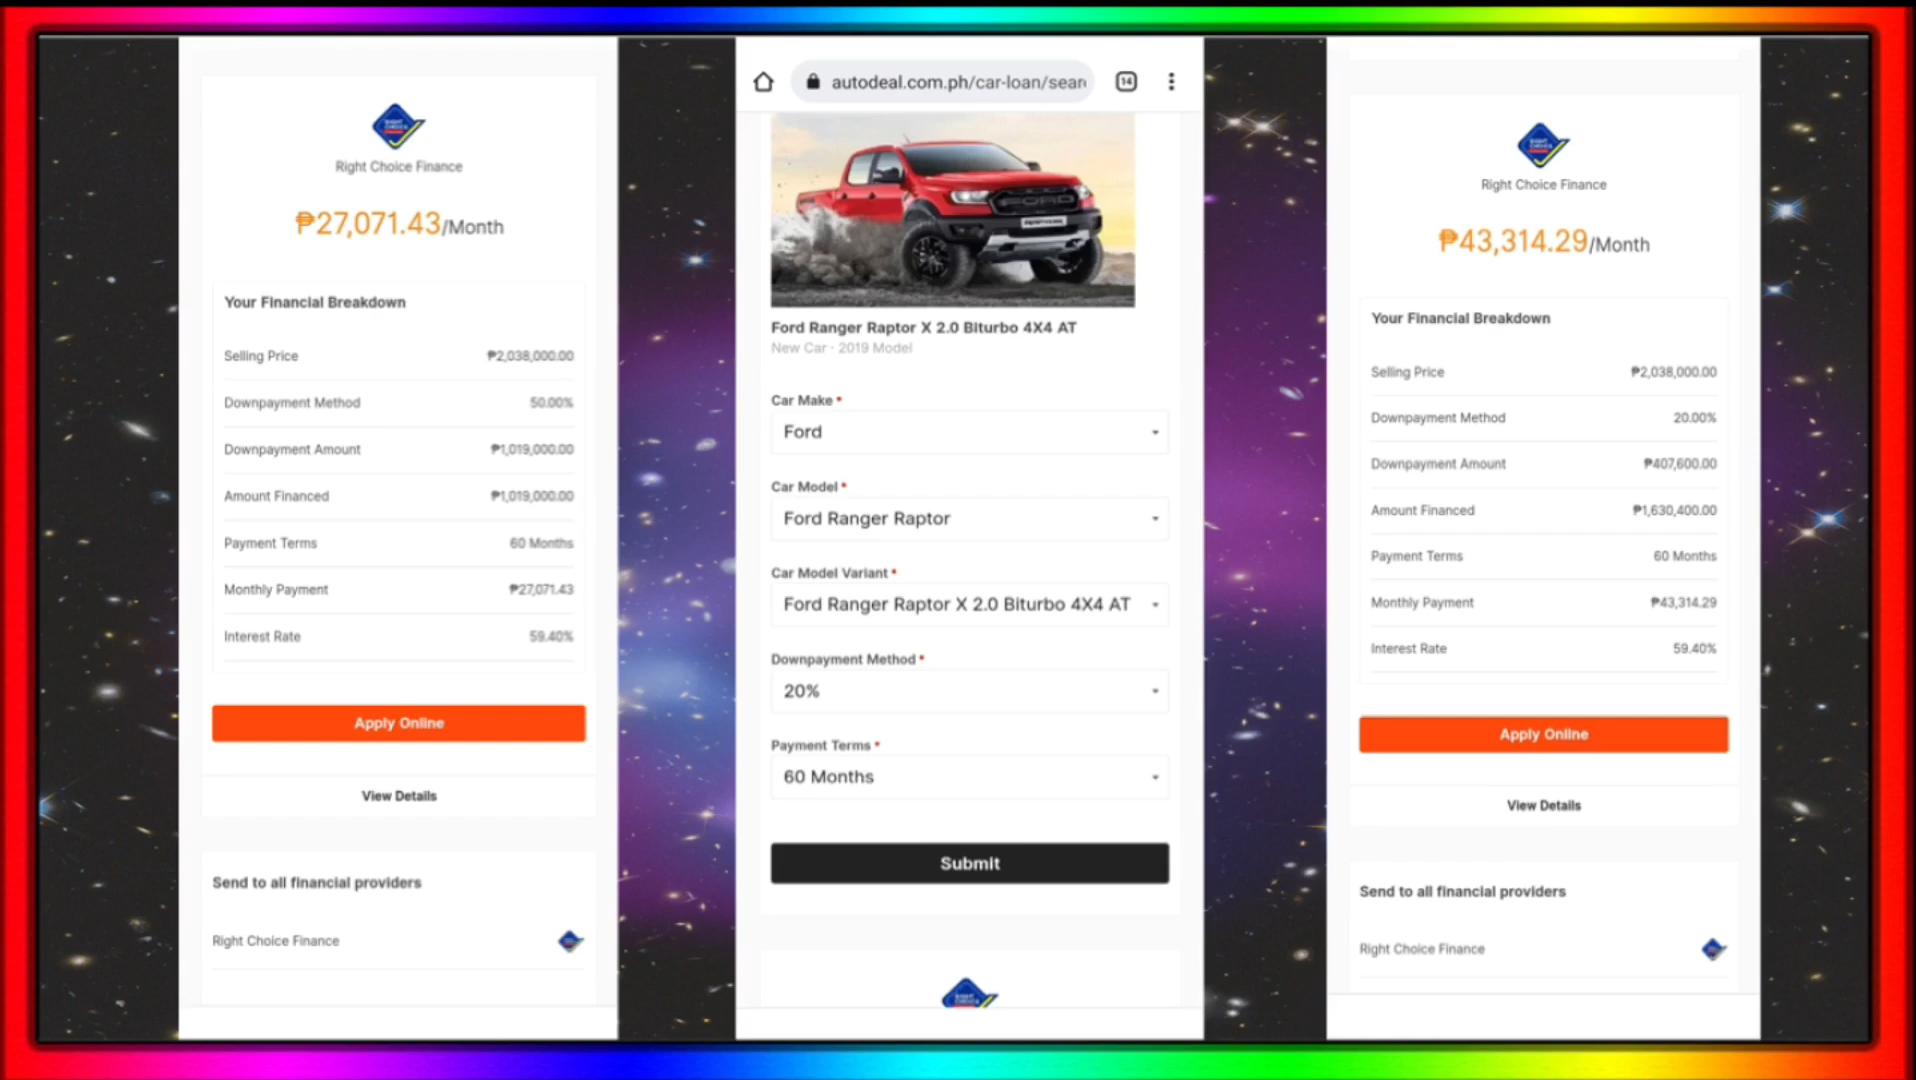 RIGHT
CHOICE
Right Choice Finance
₱27,071.43/Month
Your Financial Breakdown
Selling Price ₱2,038,000.00
Downpayment Method 50.00%
Downpayment Amount ₱1,019,000.00
Amount Financed ₱1,019,000.00
Payment Terms 60 Months
Monthly Payment ₱27,071.43
Interest Rate 59.40%
Apply Online
View Details
Send to all financial providers
Right Choice Finance
autodeal.com.ph/car-loan/sear
14
FORD
Ford Ranger Raptor X 2.0 Biturbo 4X4 AT
New Car · 2019 Model
Car Make *
Ford
Car Model *
Ford Ranger Raptor
Car Model Variant *
Ford Ranger Raptor X 2.0 Biturbo 4X4 AT
Downpayment Method *
20%
Payment Terms *
60 Months
Submit
RIGHT
CHOICE
RIGHT
CHOICE
Right Choice Finance
₱43,314.29/Month
Your Financial Breakdown
Selling Price ₱2,038,000.00
Downpayment Method 20.00%
Downpayment Amount ₱407,600.00
Amount Financed ₱1,630,400.00
Payment Terms 60 Months
Monthly Payment ₱43,314.29
Interest Rate 59.40%
Apply Online
View Details
Send to all financial providers
Right Choice Finance